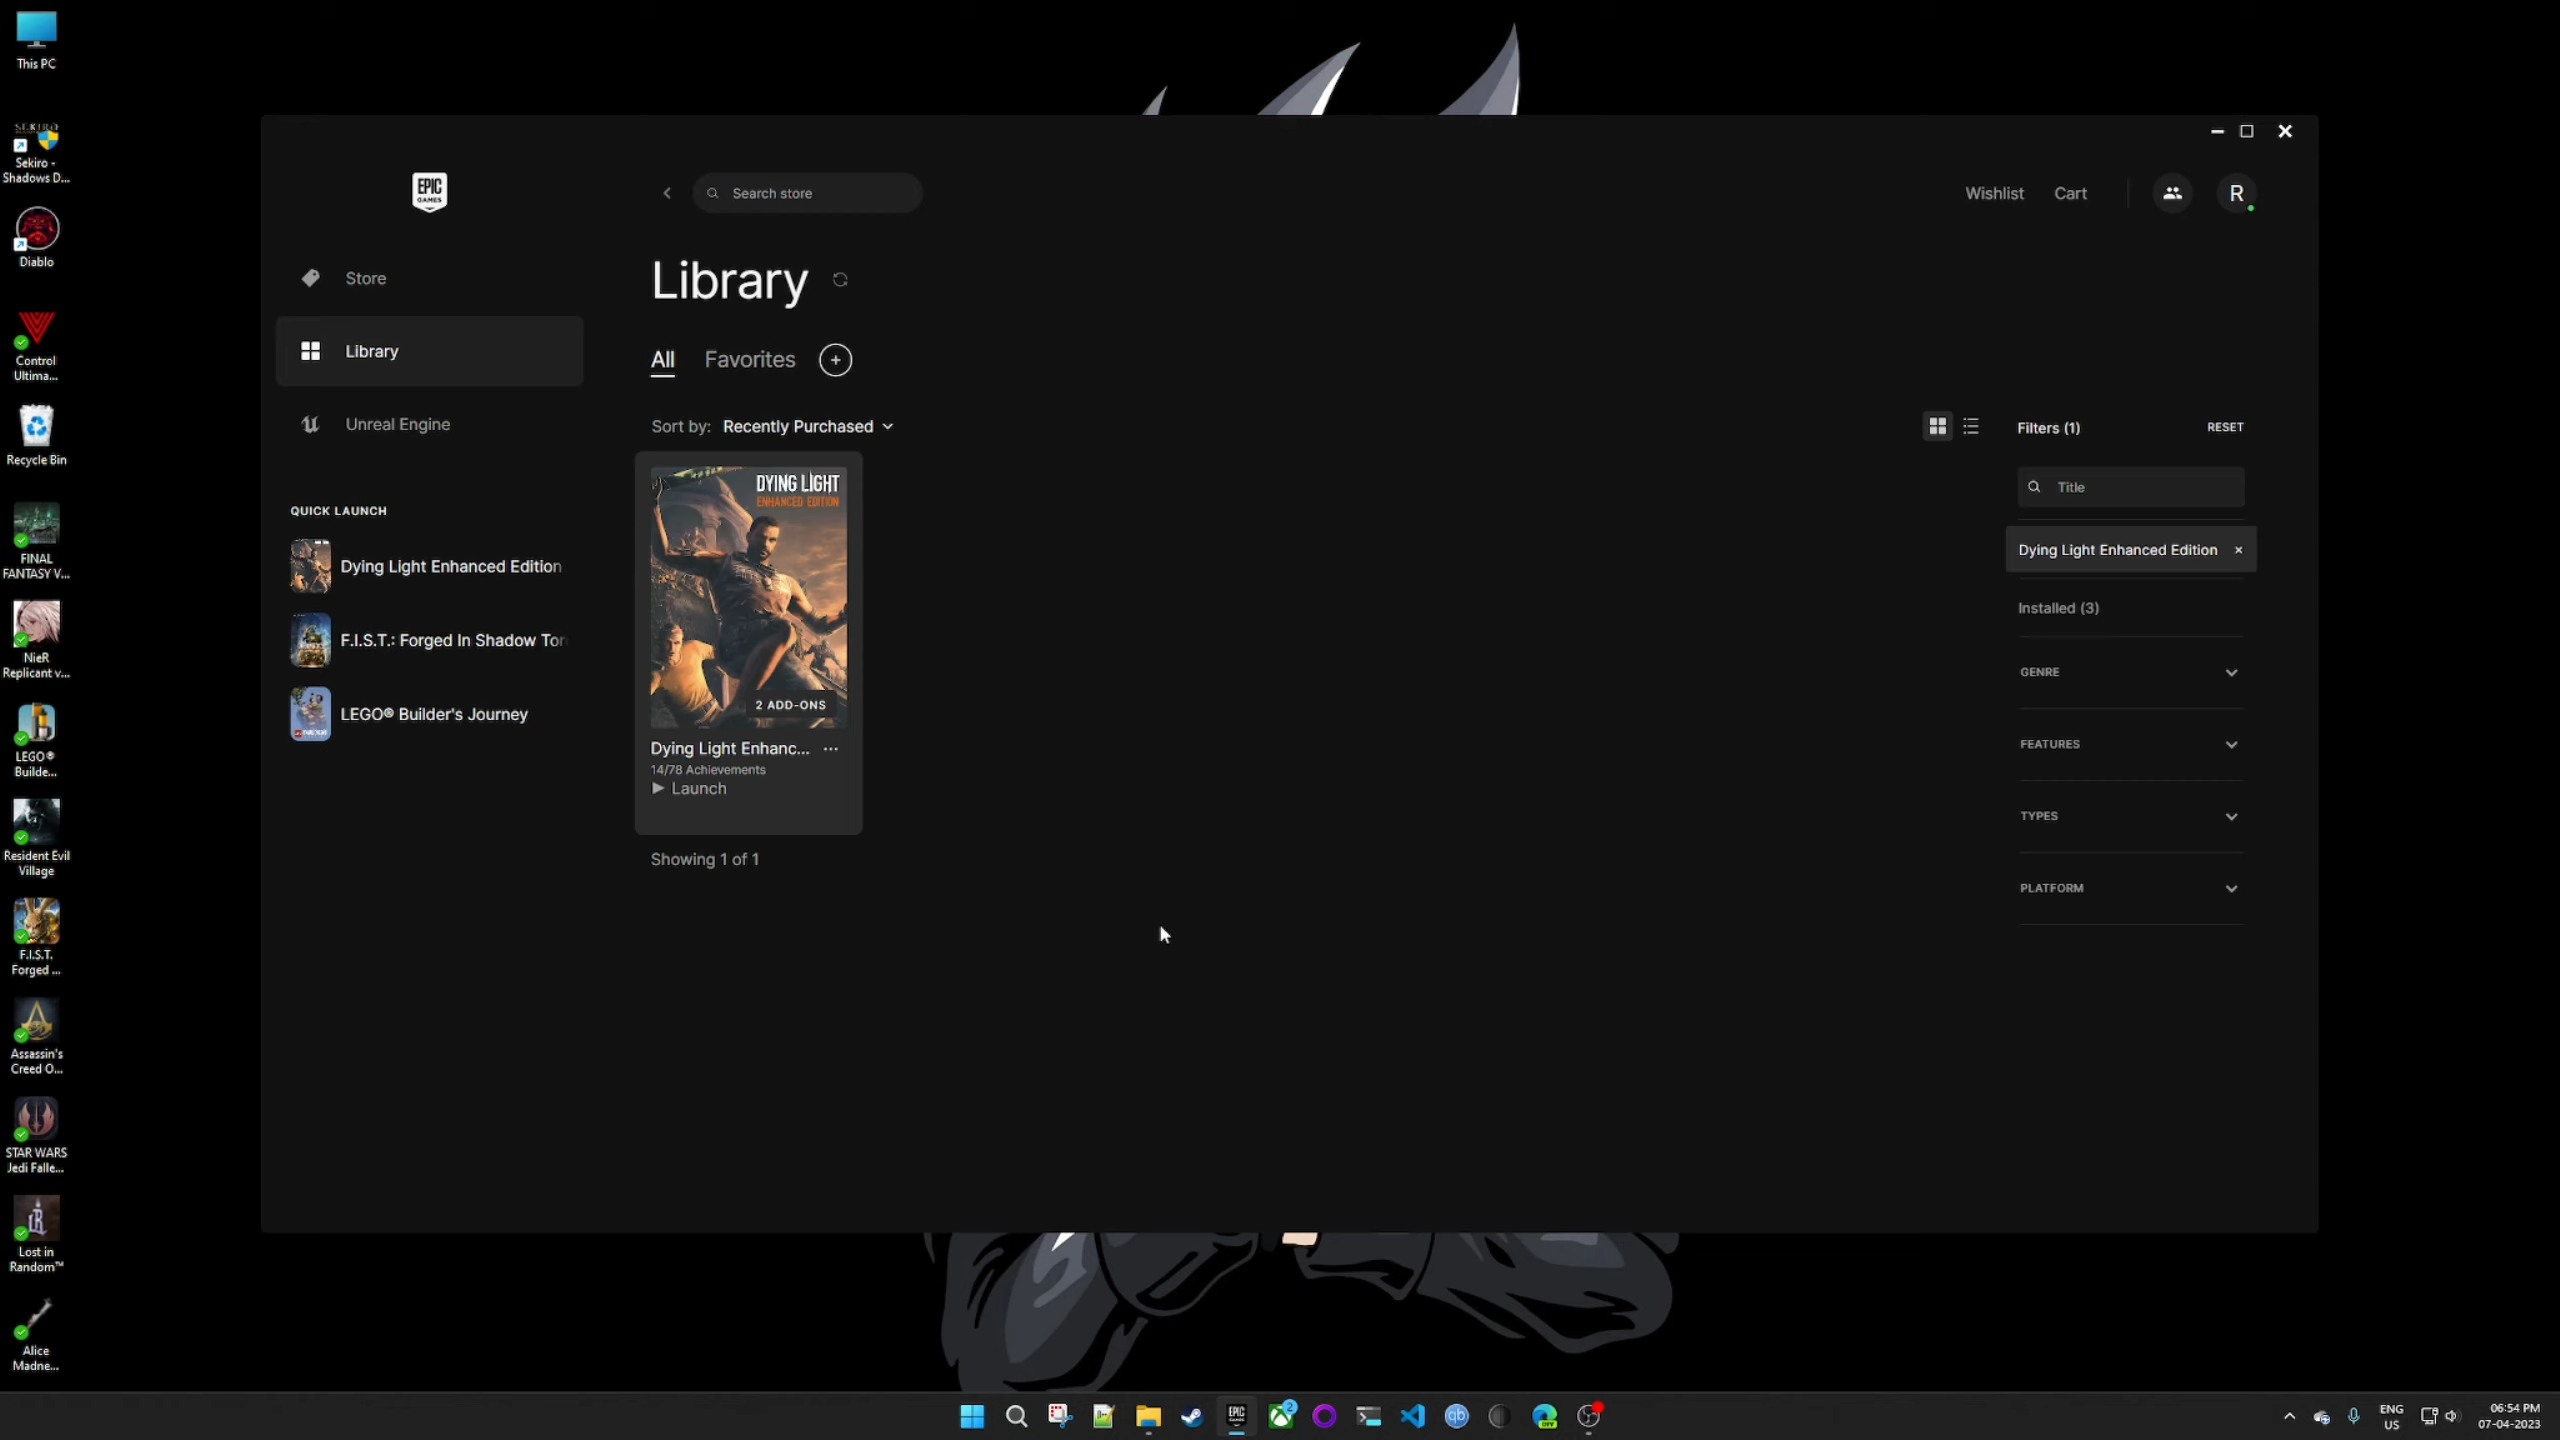 This PC
SEKIRO
Sekiro -
Shadows D...
Diablo
Control
Ultima...
Recycle Bin
FINAL
FANTASY V...
NieR
Replicant v...
LEGO®
Builde...
Resident Evil
Village
F.I.S.T.
Forged ...
Assassin's
Creed O...
STAR WARS
Jedi Falle...
Lost in
Random™
Alice
Madne...
EPIC
GAMES
Search store
Wishlist
Cart
R
Store
Library
Unreal Engine
QUICK LAUNCH
Dying Light Enhanced Edition
F.I.S.T.: Forged In Shadow Tor
LEGO® Builder's Journey
Library
All
Favorites
Sort by: Recently Purchased
DYING LIGHT
ENHANCED EDITION
2 ADD-ONS
Dying Light Enhanc...
14/78 Achievements
Launch
Showing 1 of 1
Filters (1)
RESET
Title
Dying Light Enhanced Edition
Installed (3)
GENRE
FEATURES
TYPES
PLATFORM
EPIC
2
qb
DEV
ENG
US
06:54 PM
07-04-2023